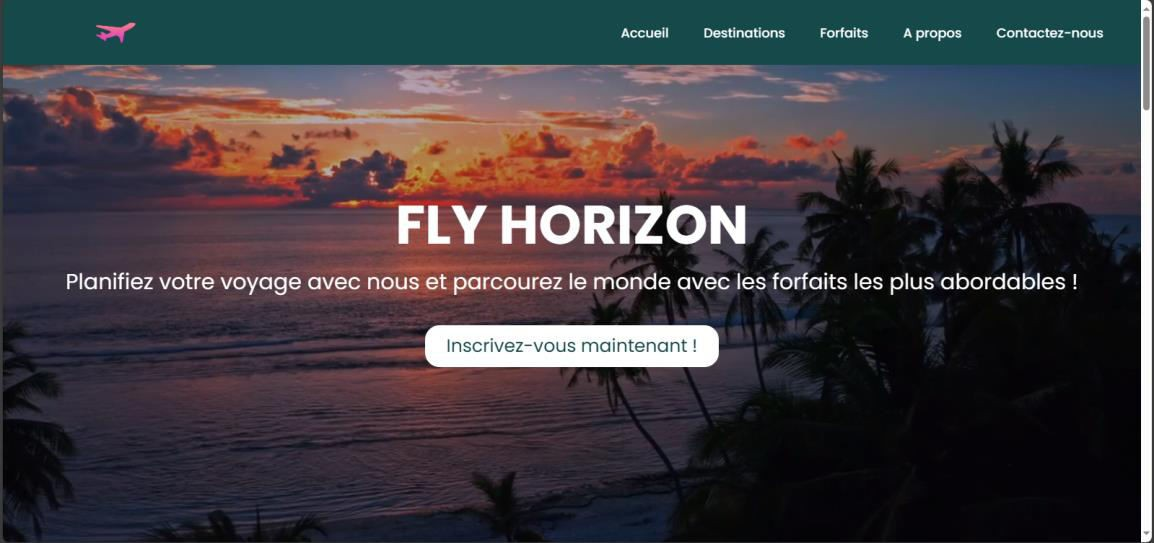 Accueil Destinations Forfaits A propos Contactez-nous
FLY HORIZON
Planifiez votre voyage avec nous et parcourez le monde avec les forfaits les plus abordables !
Inscrivez-vous maintenant !